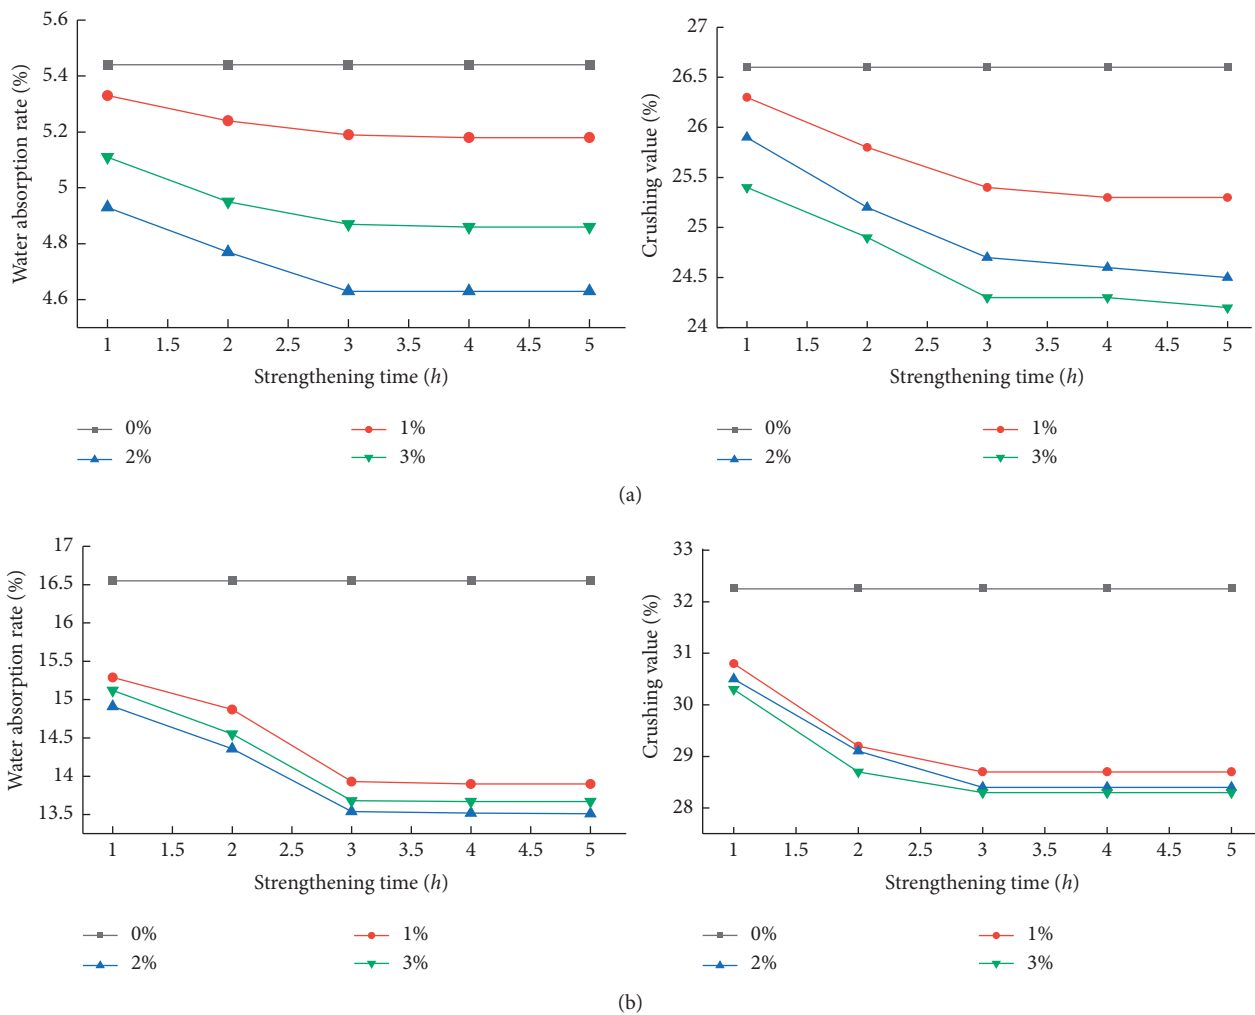 5.6
5.4
5.2
5
4.8
4.6
Water absorption rate (%)
1 1.5 2 2.5 3 3.5 4 4.5 5
Strengthening time (h)
0% 1%
2% 3%
27
26.5
26
25.5
25
24.5
24
Crushing value (%)
1 1.5 2 2.5 3 3.5 4 4.5 5
Strengthening time (h)
0% 1%
2% 3%
(a)
17
16.5
16
15.5
15
14.5
14
13.5
Water absorption rate (%)
1 1.5 2 2.5 3 3.5 4 4.5 5
Strengthening time (h)
0% 1%
2% 3%
33
32
31
30
29
28
Crushing value (%)
1 1.5 2 2.5 3 3.5 4 4.5 5
Strengthening time (h)
0% 1%
2% 3%
(b)